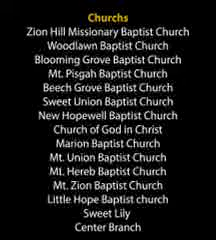 Churchs
Zion Hill Missionary Baptist Church
Woodlawn Baptist Church
Blooming Grove Baptist Church
Mt. Pisgah Baptist Church
Beech Grove Baptist Church
Sweet Union Baptist Church
New Hopewell Baptist Church
Church of God in Christ
Marion Baptist Church
Mt. Union Baptist Church
Mt. Hereb Baptist Church
Mt. Zion Baptist Church
Little Hope Baptist church
Sweet Lily
Center Branch